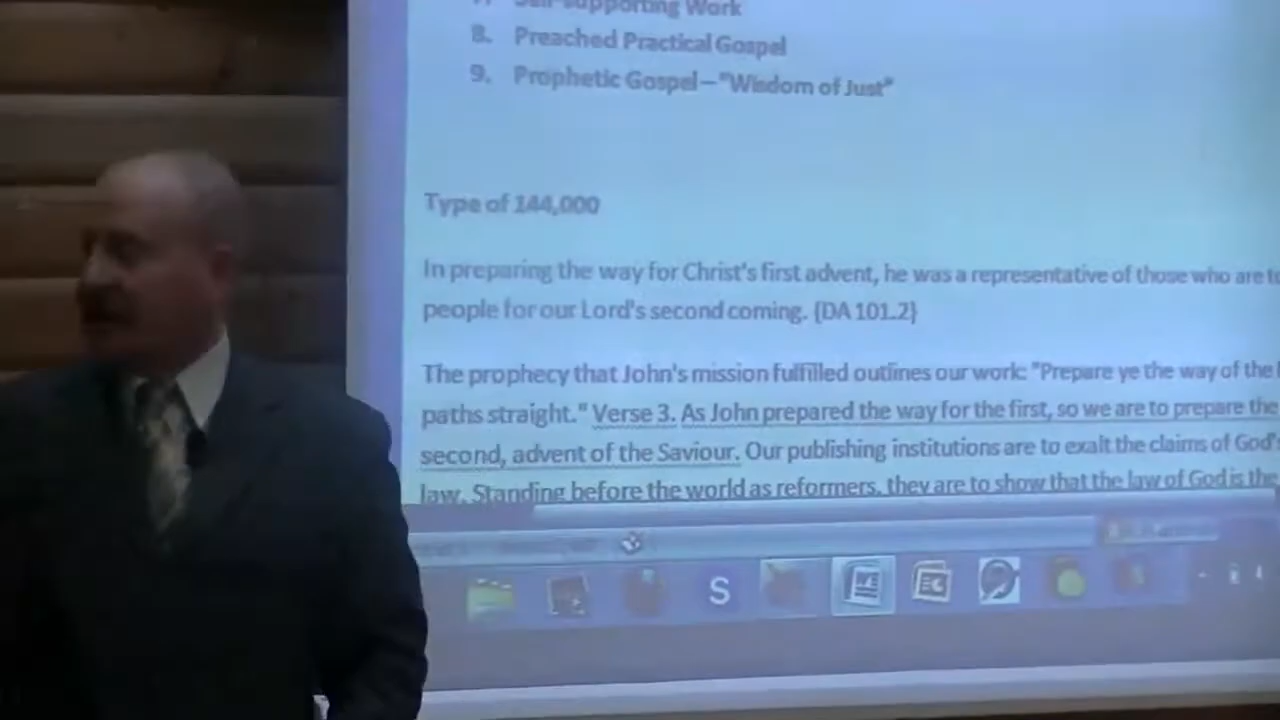 Self-supporting Work
8. Preached Practical Gospel
9. Prophetic Gospel—"Wisdom of Just"
Type of 144,000
In preparing the way for Christ's first advent, he was a representative of those who are to
people for our Lord's second coming. {DA 101.2}
The prophecy that John's mission fulfilled outlines our work: "Prepare ye the way of the
paths straight." Verse 3. As John prepared the way for the first, so we are to prepare the
second, advent of the Saviour. Our publishing institutions are to exalt the claims of God's
law. Standing before the world as reformers, they are to show that the law of God is the
S